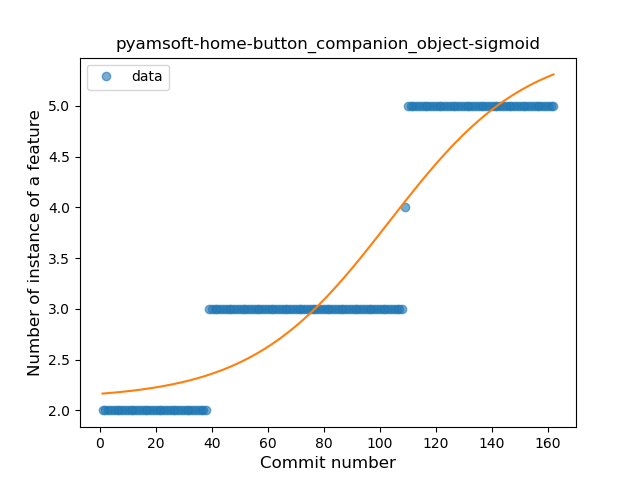 pyamsoft-home-button_companion_object-sigmoid
data
Number of instance of a feature
5.0
4.5
4.0
3.5
3.0
2.5
2.0
0 20 40 60 80 100 120 140 160
Commit number